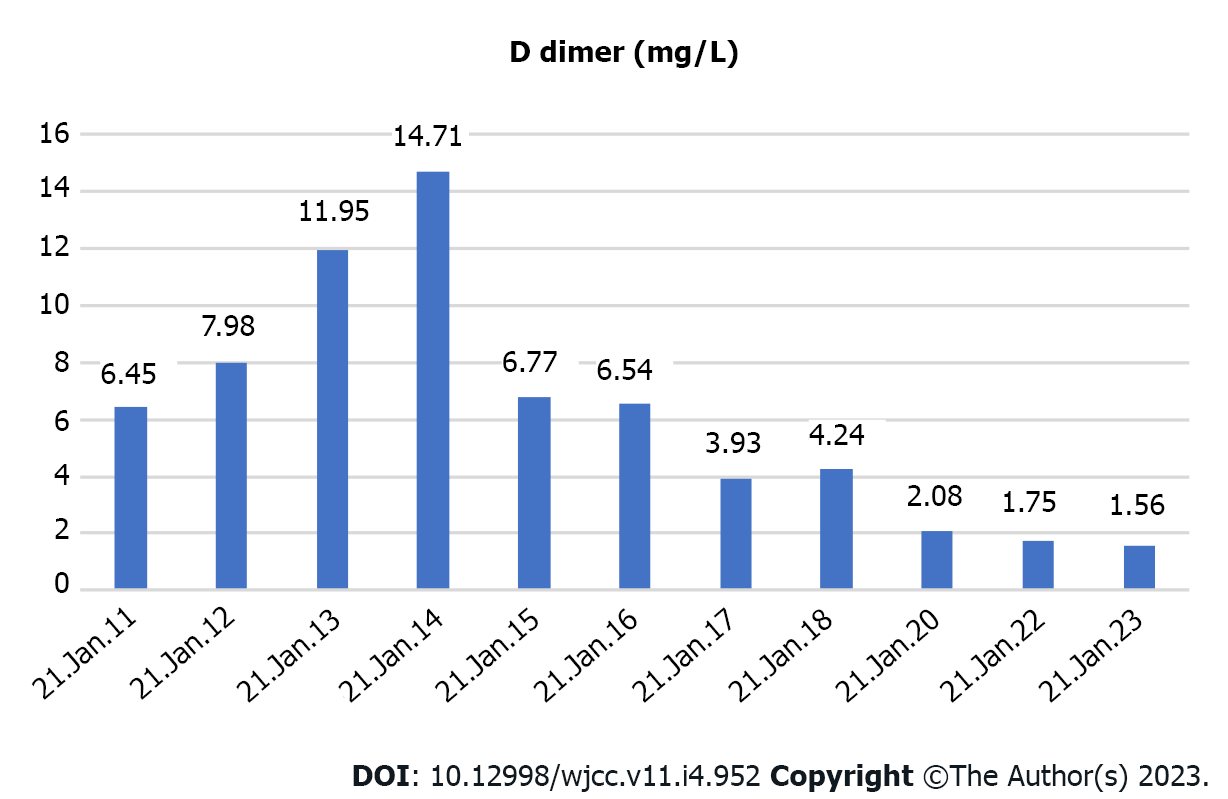 D dimer (mg/L)
16
14
12
10
8
6
4
2
0
6.45
7.98
11.95
14.71
6.77
6.54
3.93
4.24
2.08
1.75
1.56
21.Jan.11
21.Jan.12
21.Jan.13
21.Jan.14
21.Jan.15
21.Jan.16
21.Jan.17
21.Jan.18
21.Jan.20
21.Jan.22
21.Jan.23
DOI: 10.12998/wjcc.v11.i4.952 Copyright ©The Author(s) 2023.